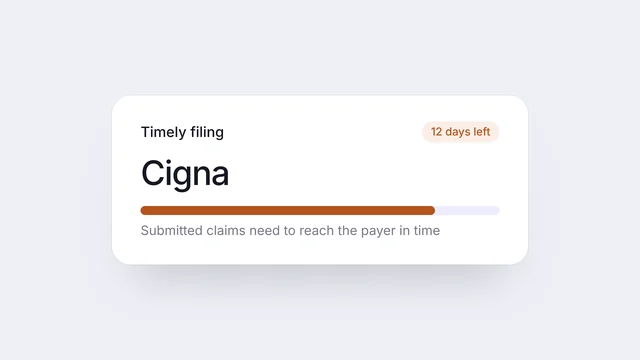 Timely filing
12 days left
Cigna
Submitted claims need to reach the payer in time